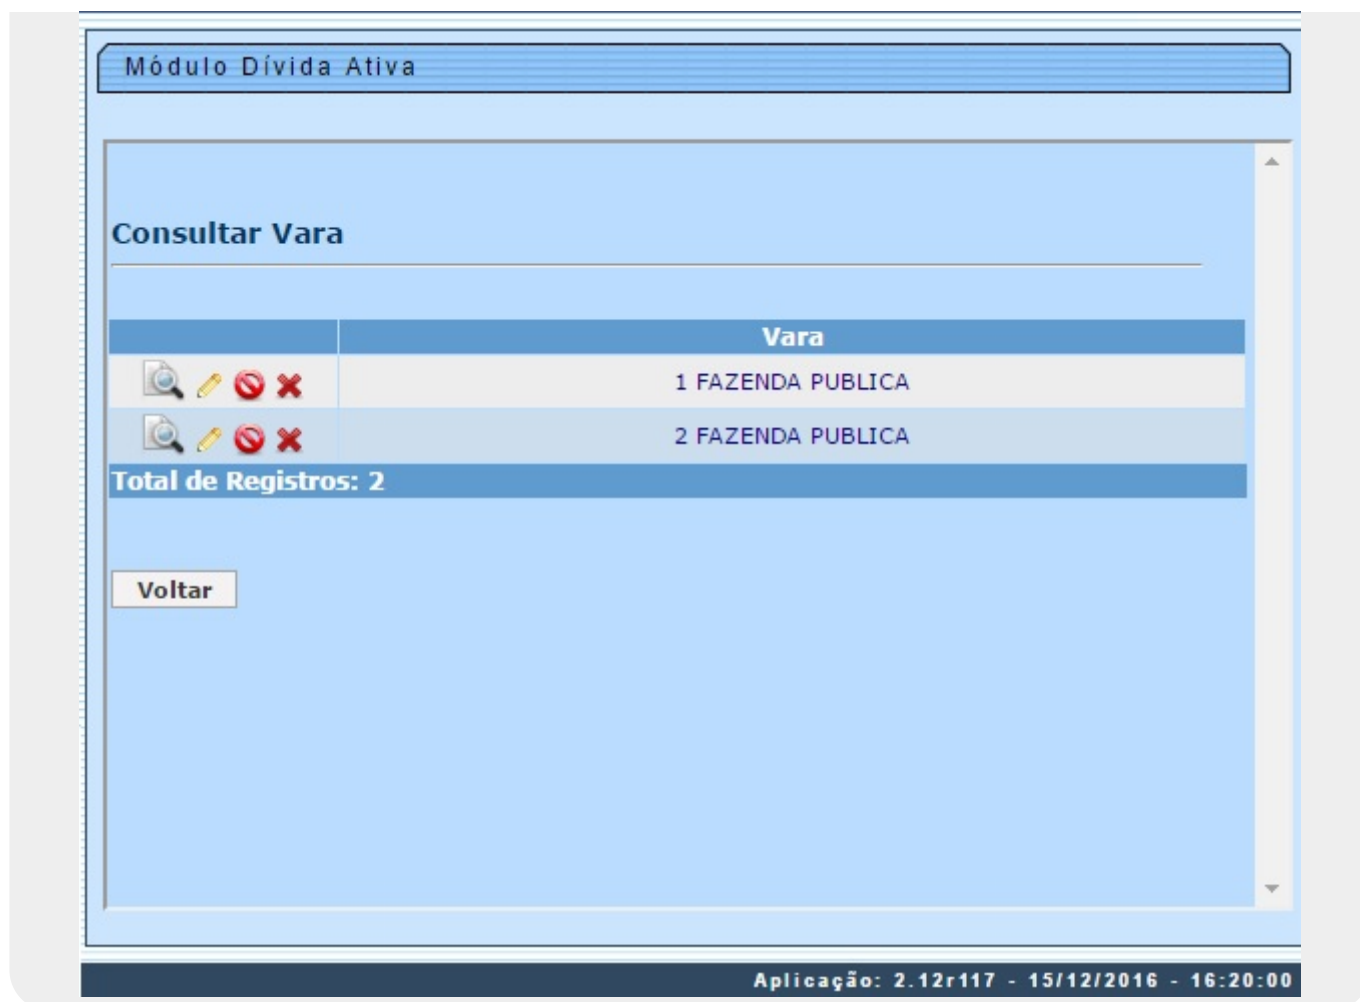 Módulo Dívida Ativa
Consultar Vara
Vara
1 FAZENDA PUBLICA
2 FAZENDA PUBLICA
Total de Registros: 2
Voltar
Aplicação: 2.12r117 - 15/12/2016 - 16:20:00